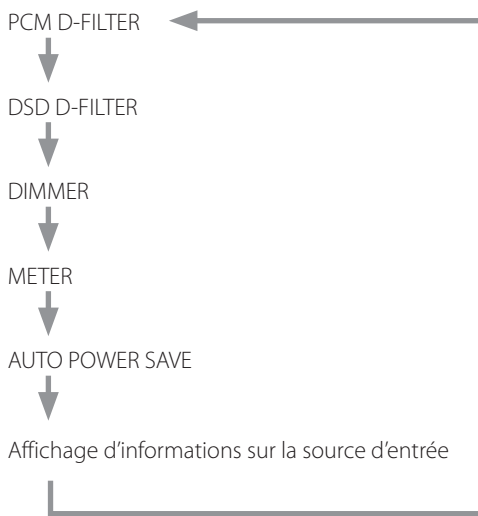 PCM D-FILTER
DSD D-FILTER
DIMMER
METER
AUTO POWER SAVE
Affichage d’informations sur la source d’entrée